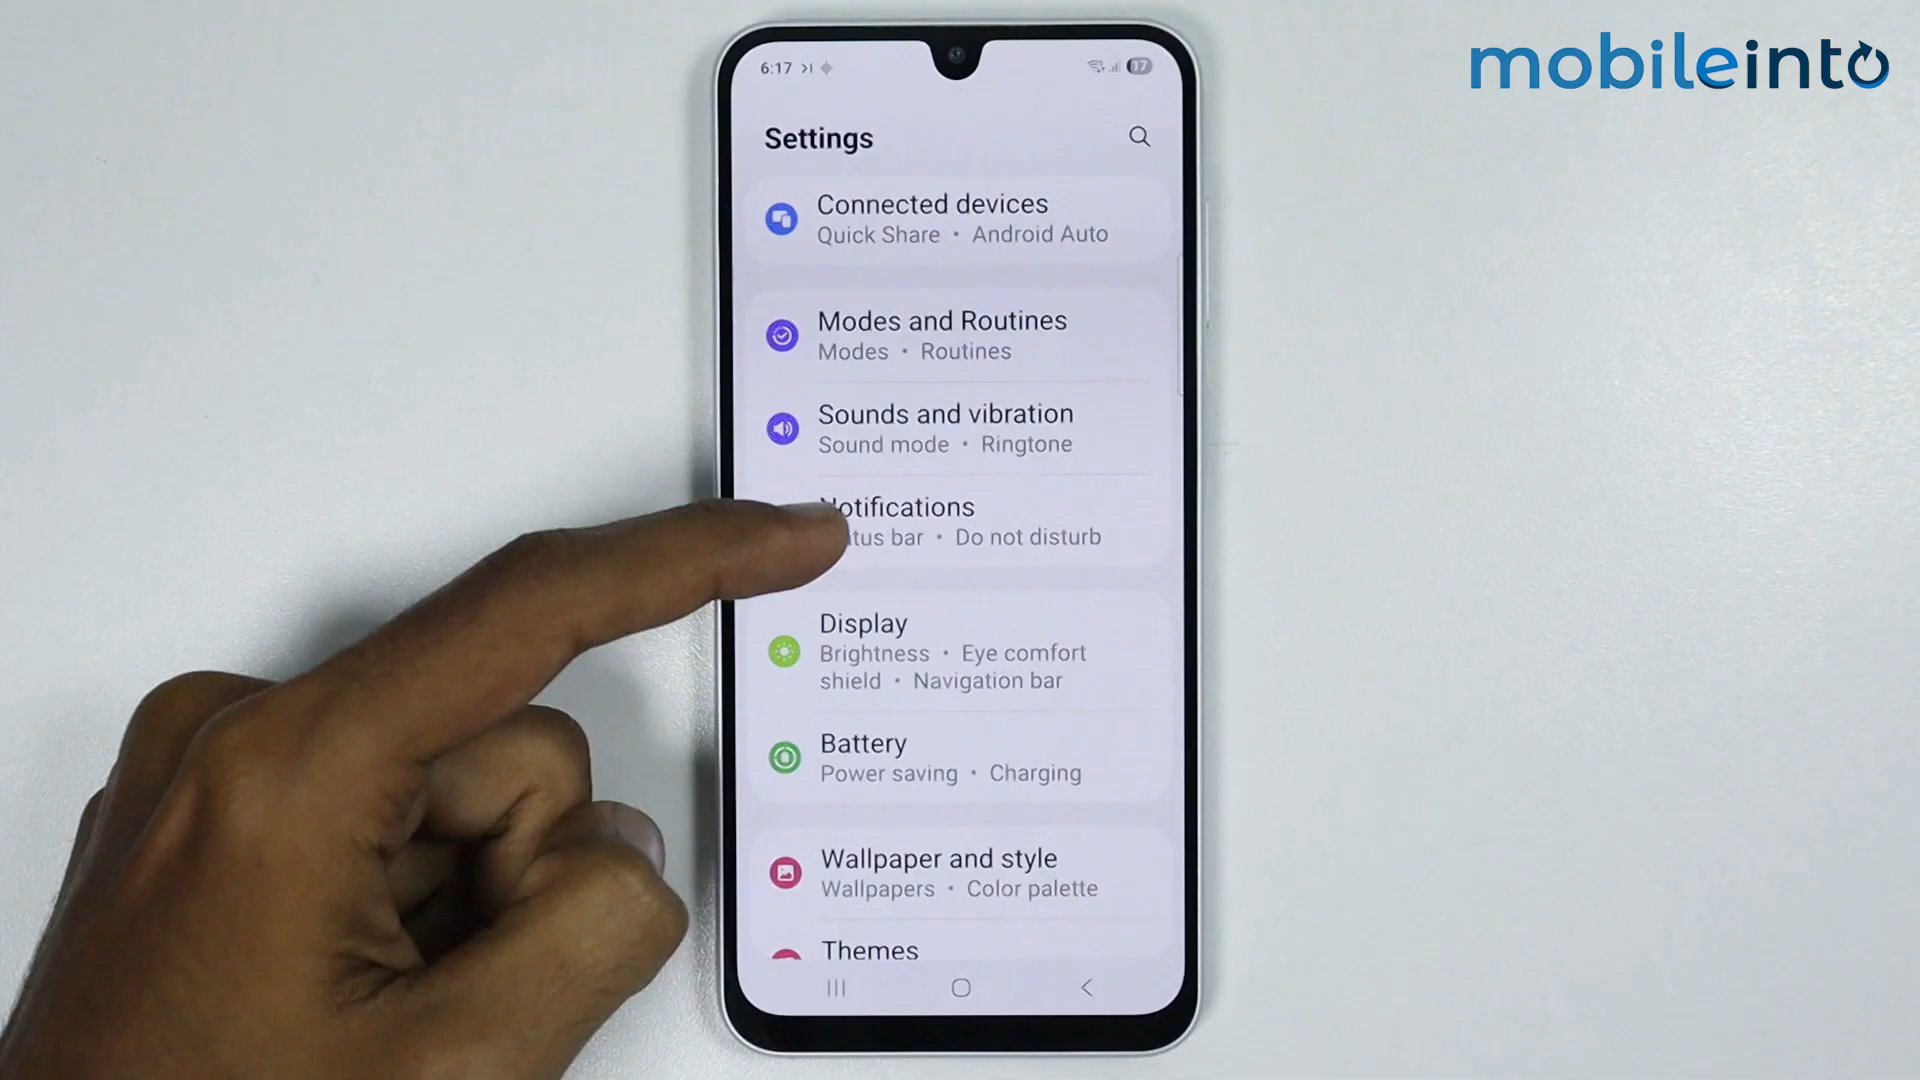 mobileinto
6:17
17
Settings
Connected devices
Quick Share • Android Auto
Modes and Routines
Modes • Routines
Sounds and vibration
Sound mode • Ringtone
otifications
tus bar • Do not disturb
Display
Brightness • Eye comfort
shield • Navigation bar
Battery
Power saving • Charging
Wallpaper and style
Wallpapers • Color palette
Themes